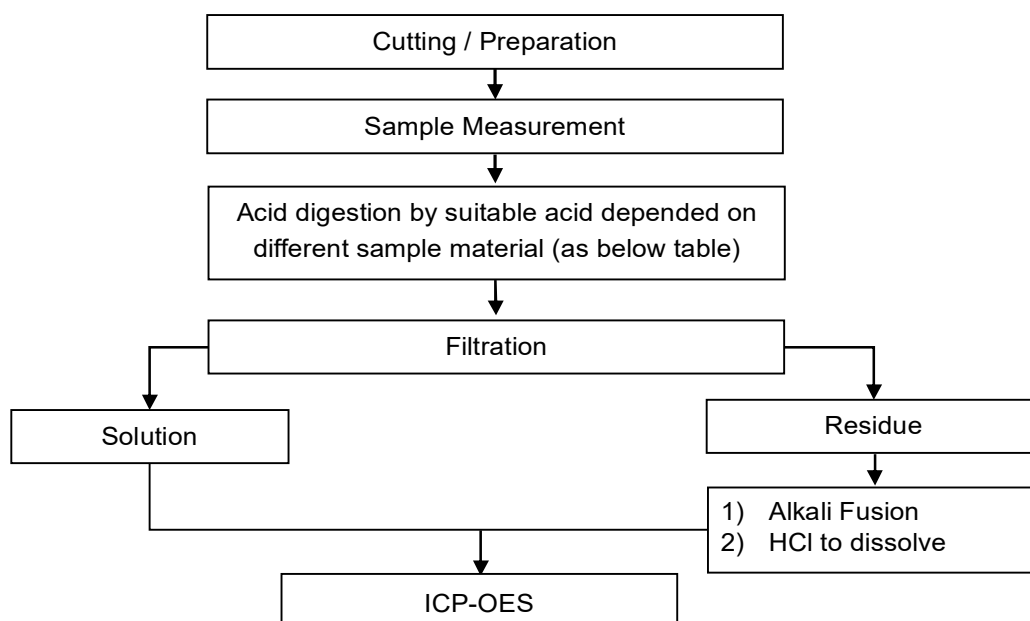 Cutting / Preparation
Sample Measurement
Acid digestion by suitable acid depended on
different sample material (as below table)
Filtration
Solution
Residue
1) Alkali Fusion
2) HCl to dissolve
ICP-OES